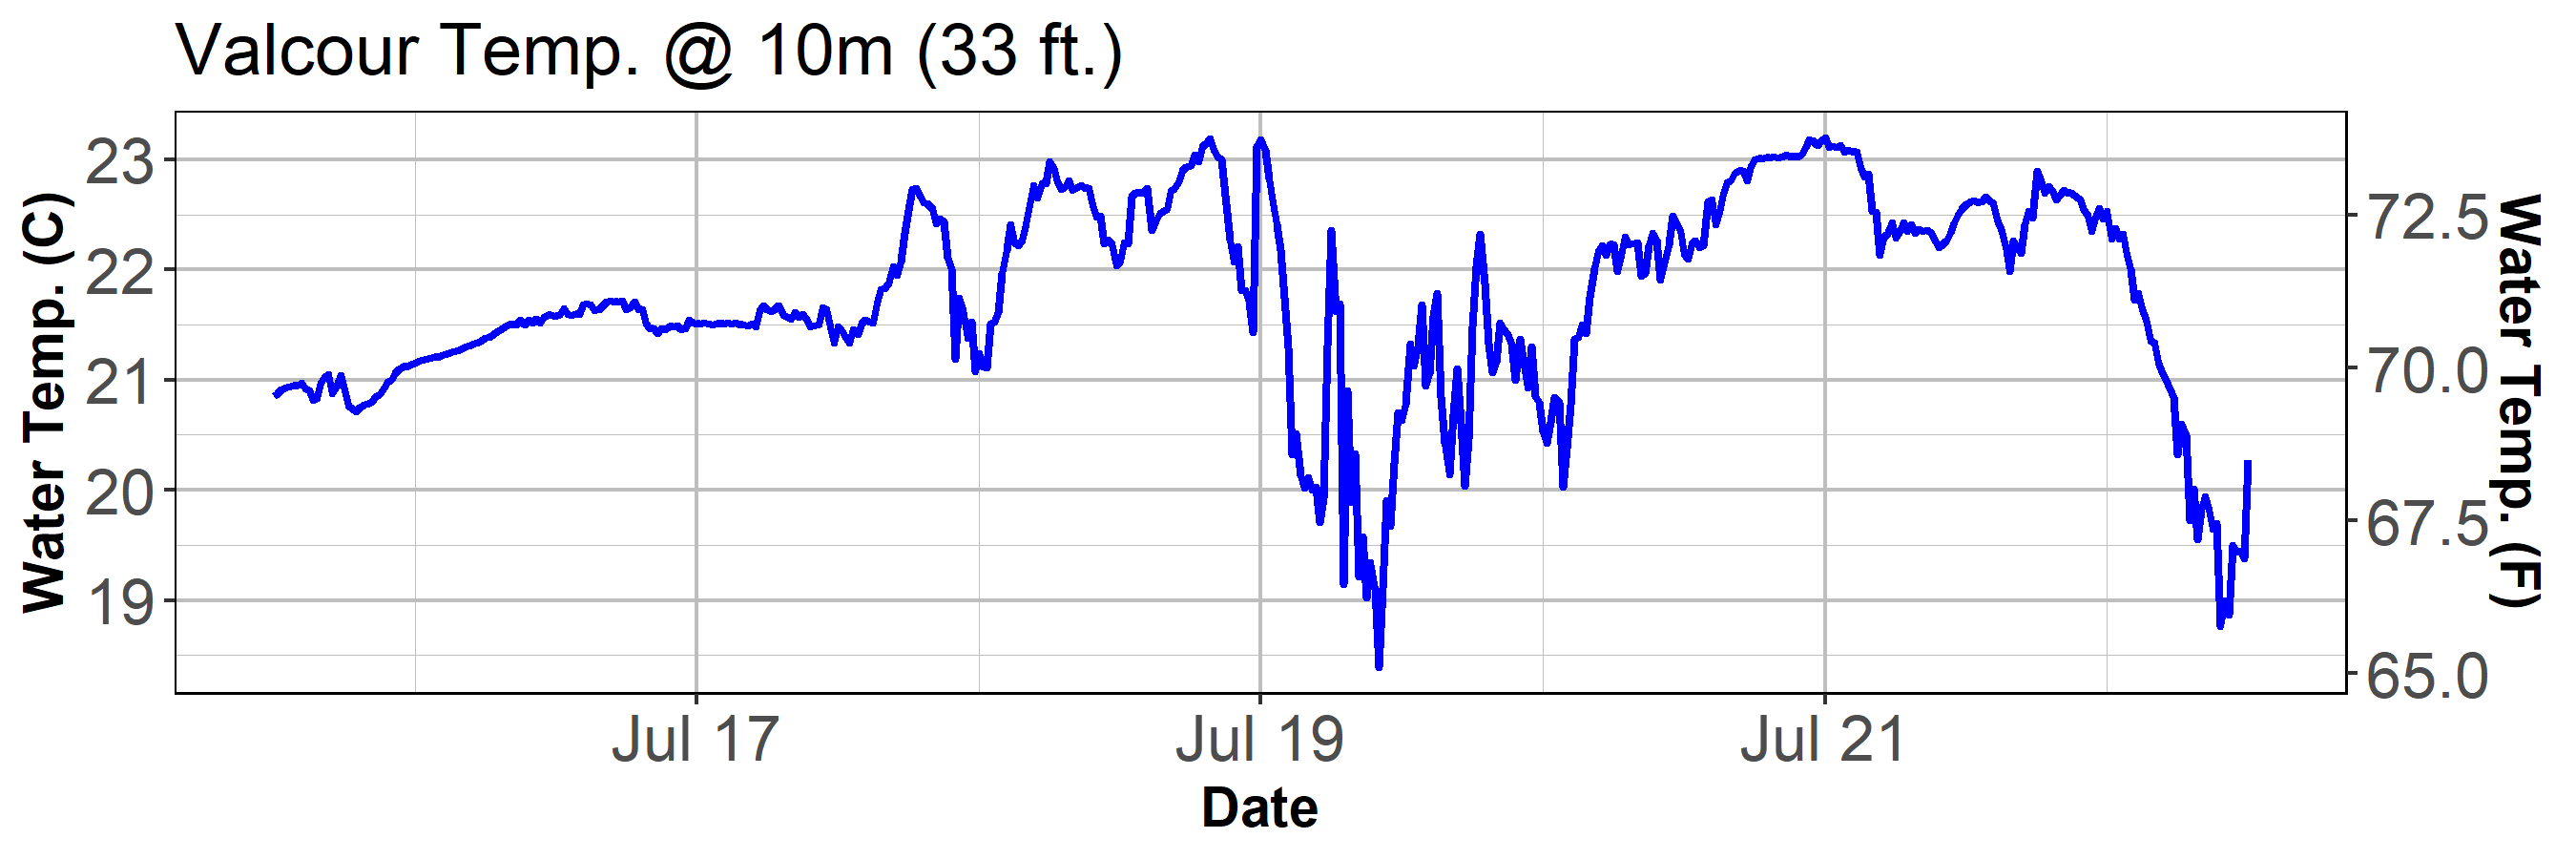 Valcour Temp. @ 10m (33 ft.)
Water Temp. (C)
23
22
21
20
19
72.5
70.0
67.5
65.0
Water Temp. (F)
Jul 17
Jul 19
Jul 21
Date